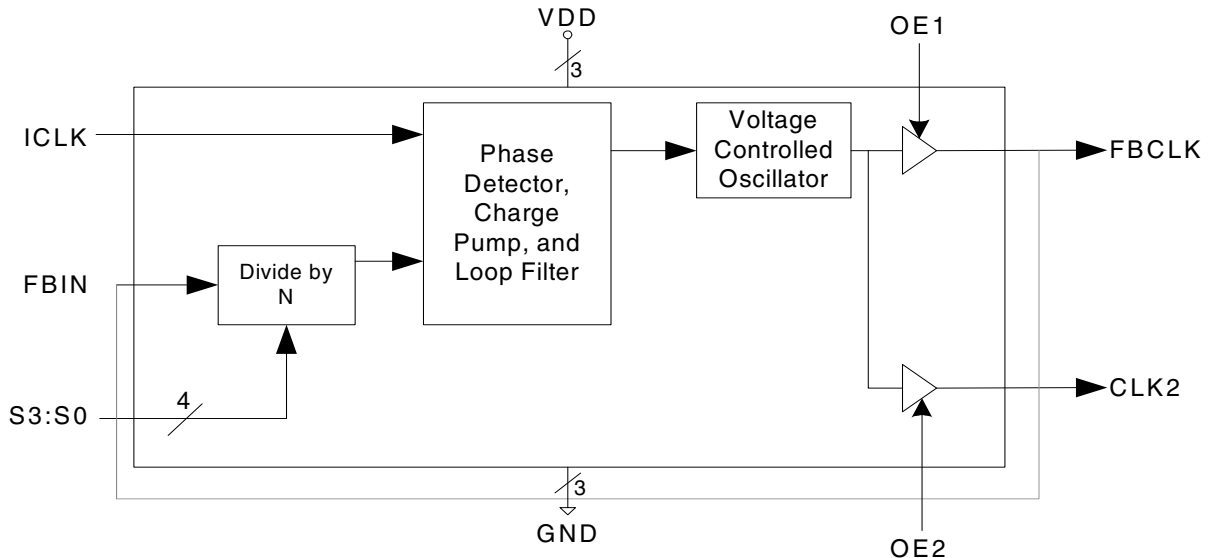 VDD
3
OE1
ICLK
Phase
Detector,
Charge
Pump, and
Loop Filter
Voltage
Controlled
Oscillator
FBCLK
FBIN
Divide by
N
S3:S0
4
CLK2
3
GND
OE2